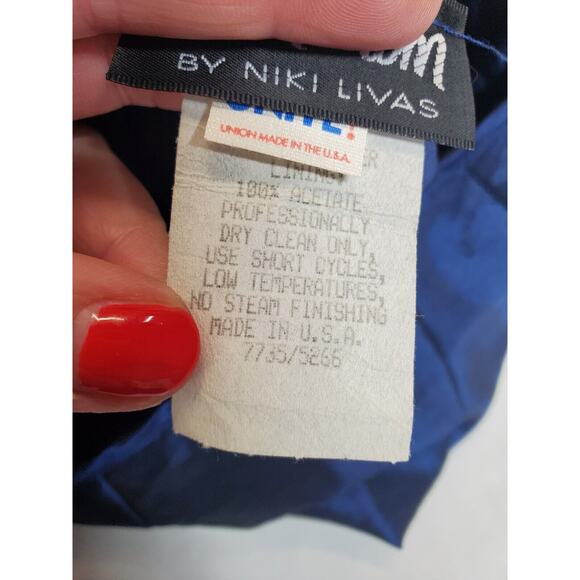 BY NIKI LIVAS
UNITE!
UNION MADE IN THE U.S.A.
LINING:
100% ACETATE
PROFESSIONALLY
DRY CLEAN ONLY,
USE SHORT CYCLES,
LOW TEMPERATURES,
NO STEAM FINISHING
MADE IN U.S.A.
7735/5266